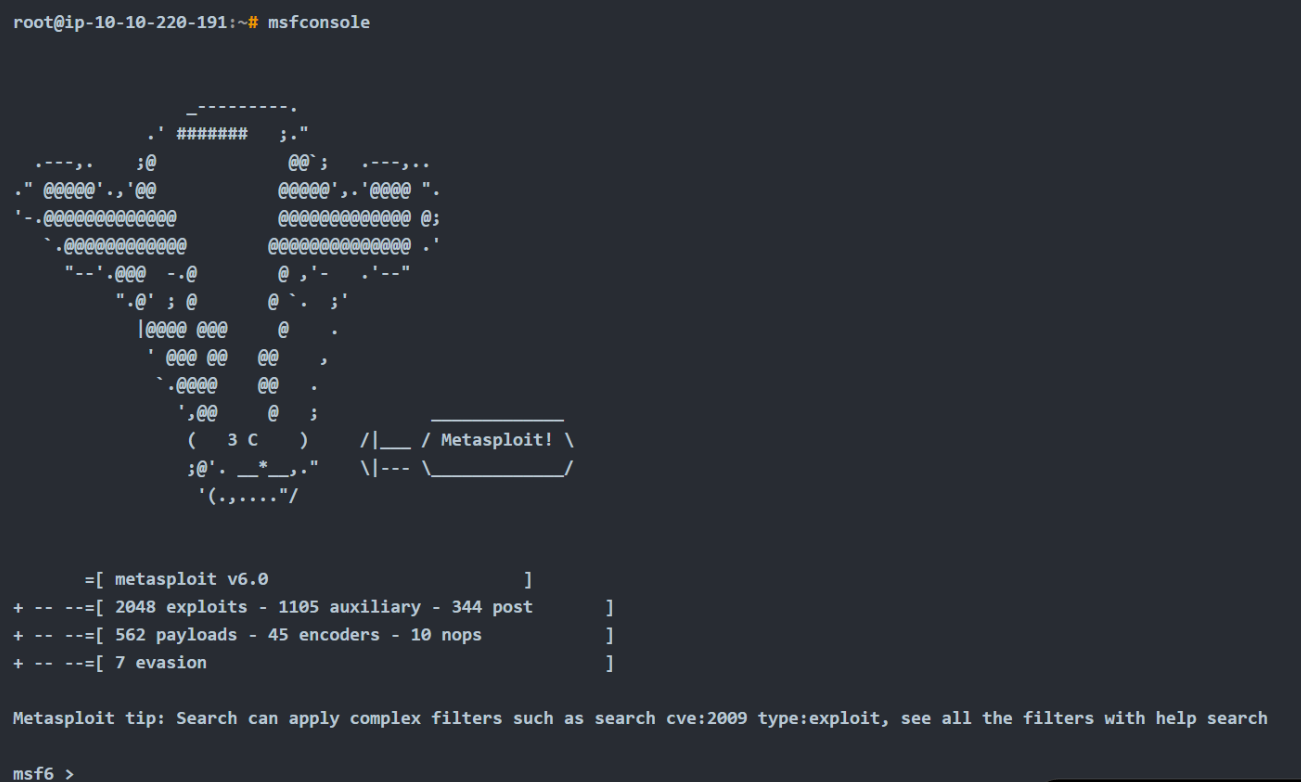 root@ip-10-10-220-191:~# msfconsole
                 _---------.
             .' #######   ;."
  .---,.    ;@             @@`;   .---,..
." @@@@@'.,'@@            @@@@@',.'@@@@ ".
'-.@@@@@@@@@@@@@          @@@@@@@@@@@@@ @;
   `.@@@@@@@@@@@@        @@@@@@@@@@@@@@ .'
     "--'.@@@  -.@        @ ,'-   .'--"
          ".@' ; @       @ `.  ;'
            |@@@@ @@@     @    .
             ' @@@ @@   @@    ,
              `.@@@@    @@   .
                ',@@     @   ;           _____________
                 (   3 C    )     /|___ / Metasploit! \
                 ;@'. __*__,."    \|--- \_____________/
                  '(.,...."/
       =[ metasploit v6.0                         ]
+ -- --=[ 2048 exploits - 1105 auxiliary - 344 post       ]
+ -- --=[ 562 payloads - 45 encoders - 10 nops            ]
+ -- --=[ 7 evasion                                       ]
Metasploit tip: Search can apply complex filters such as search cve:2009 type:exploit, see all the filters with help search
msf6 >